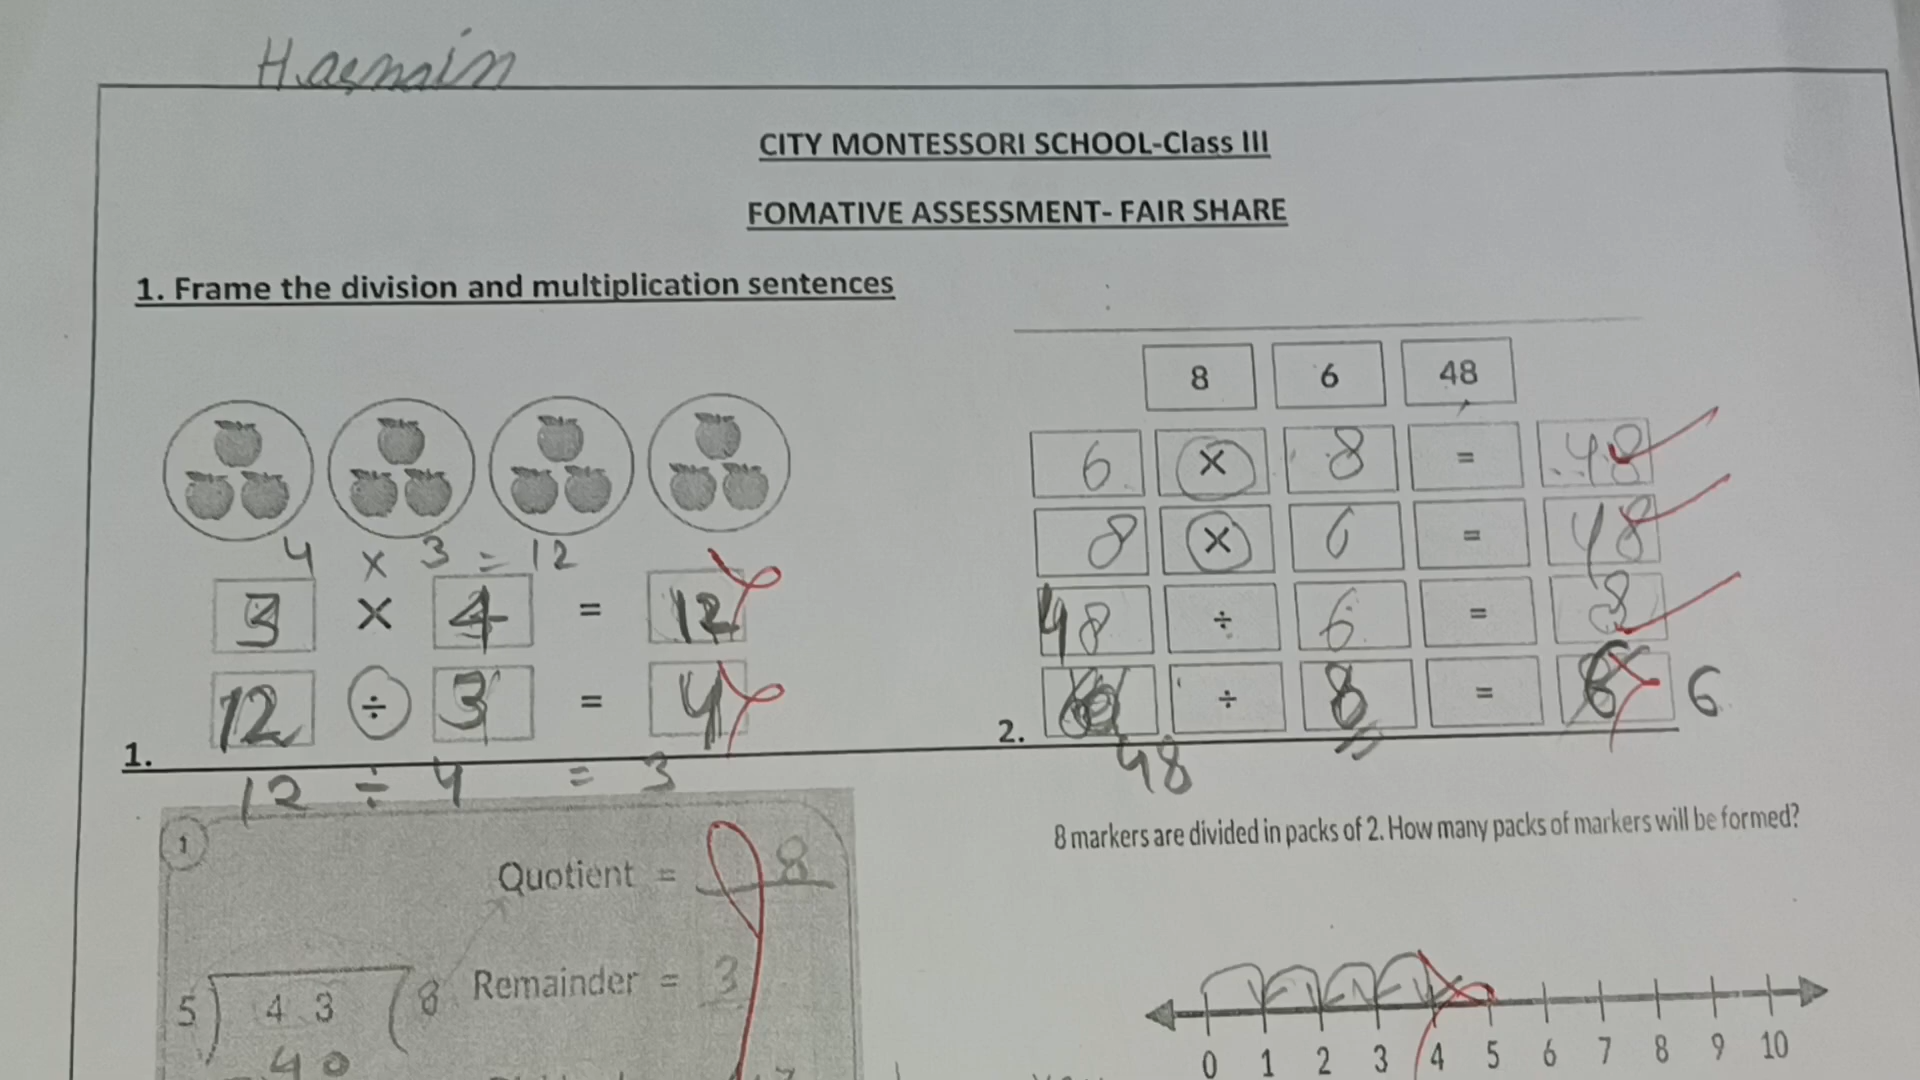 Hasnain
CITY MONTESSORI SCHOOL-Class III
FOMATIVE ASSESSMENT- FAIR SHARE
1. Frame the division and multiplication sentences
4 x 3 = 12
3 X 4 = 12
12 ÷ 3 = 4
1.
12 ÷ 4 = 3
8 6 48
6 × 8 = 48
8 × 6 = 48
48 ÷ 6 = 8
÷ 8 = 6 6
2.
48
1
Quotient = 8
Remainder = 3
5 43 8
40
8 markers are divided in packs of 2. How many packs of markers will be formed?
0 1 2 3 4 5 6 7 8 9 10